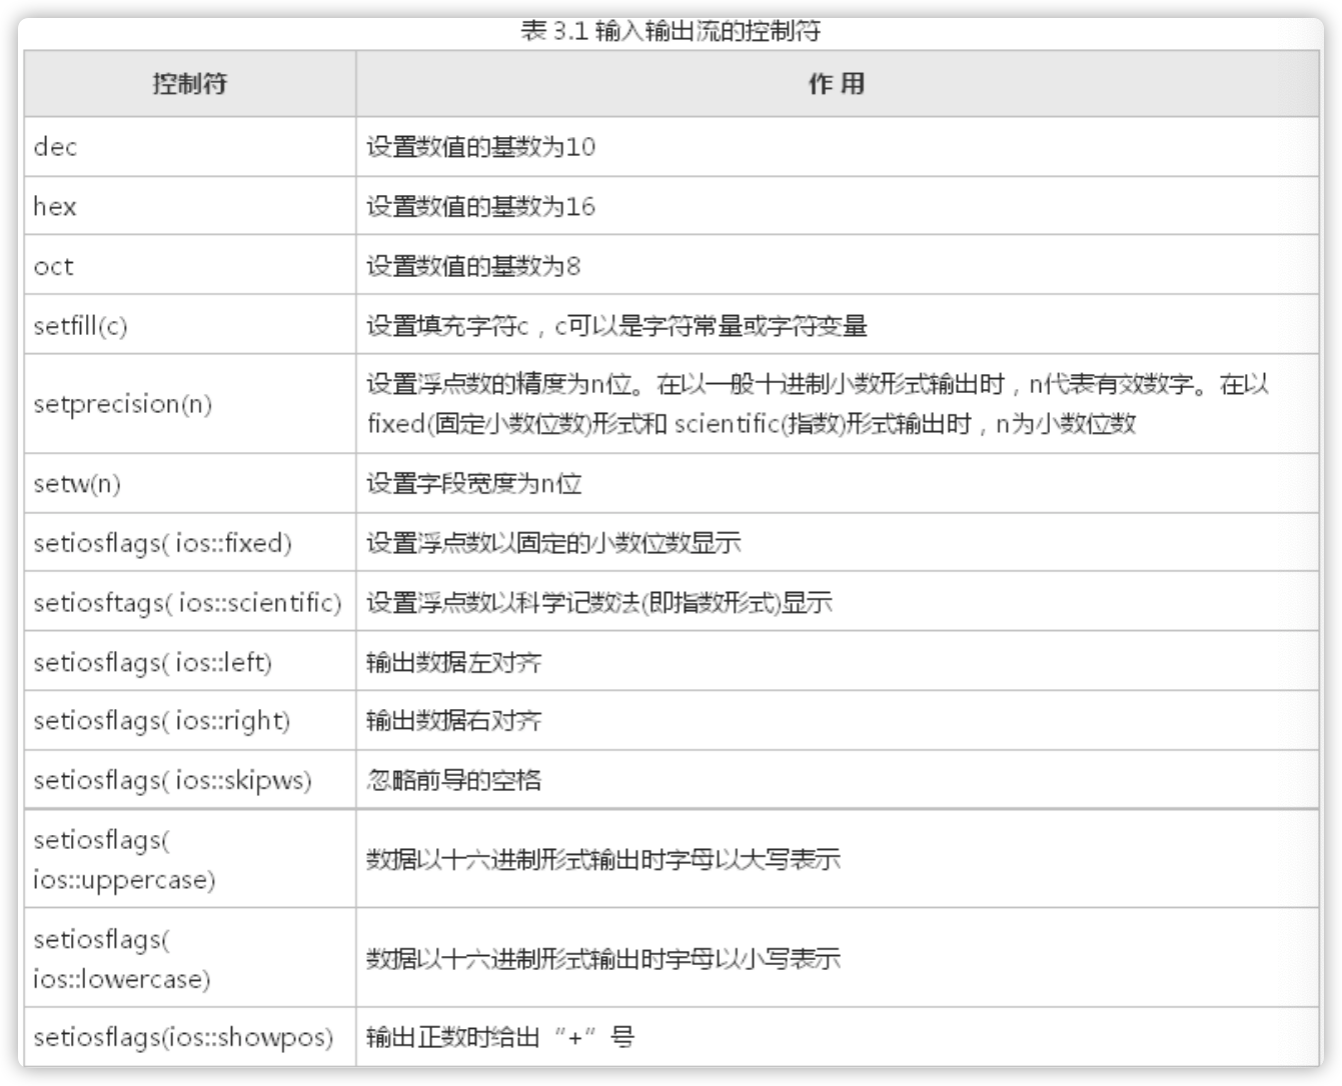 表 3.1 输入输出流的控制符
控制符 作 用
dec 设置数值的基数为10
hex 设置数值的基数为16
oct 设置数值的基数为8
setfill(c) 设置填充字符c，c可以是字符常量或字符变量
setprecision(n) 设置浮点数的精度为n位。在以一般十进制小数形式输出时，n代表有效数字。在以
fixed(固定小数位数)形式和 scientific(指数)形式输出时，n为小数位数
setw(n) 设置字段宽度为n位
setiosflags( ios::fixed) 设置浮点数以固定的小数位数显示
setiosftags( ios::scientific) 设置浮点数以科学记数法(即指数形式)显示
setiosflags( ios::left) 输出数据左对齐
setiosflags( ios::right) 输出数据右对齐
setiosflags( ios::skipws) 忽略前导的空格
setiosflags(
ios::uppercase) 数据以十六进制形式输出时字母以大写表示
setiosflags(
ios::lowercase) 数据以十六进制形式输出时字母以小写表示
setiosflags(ios::showpos) 输出正数时给出“+”号